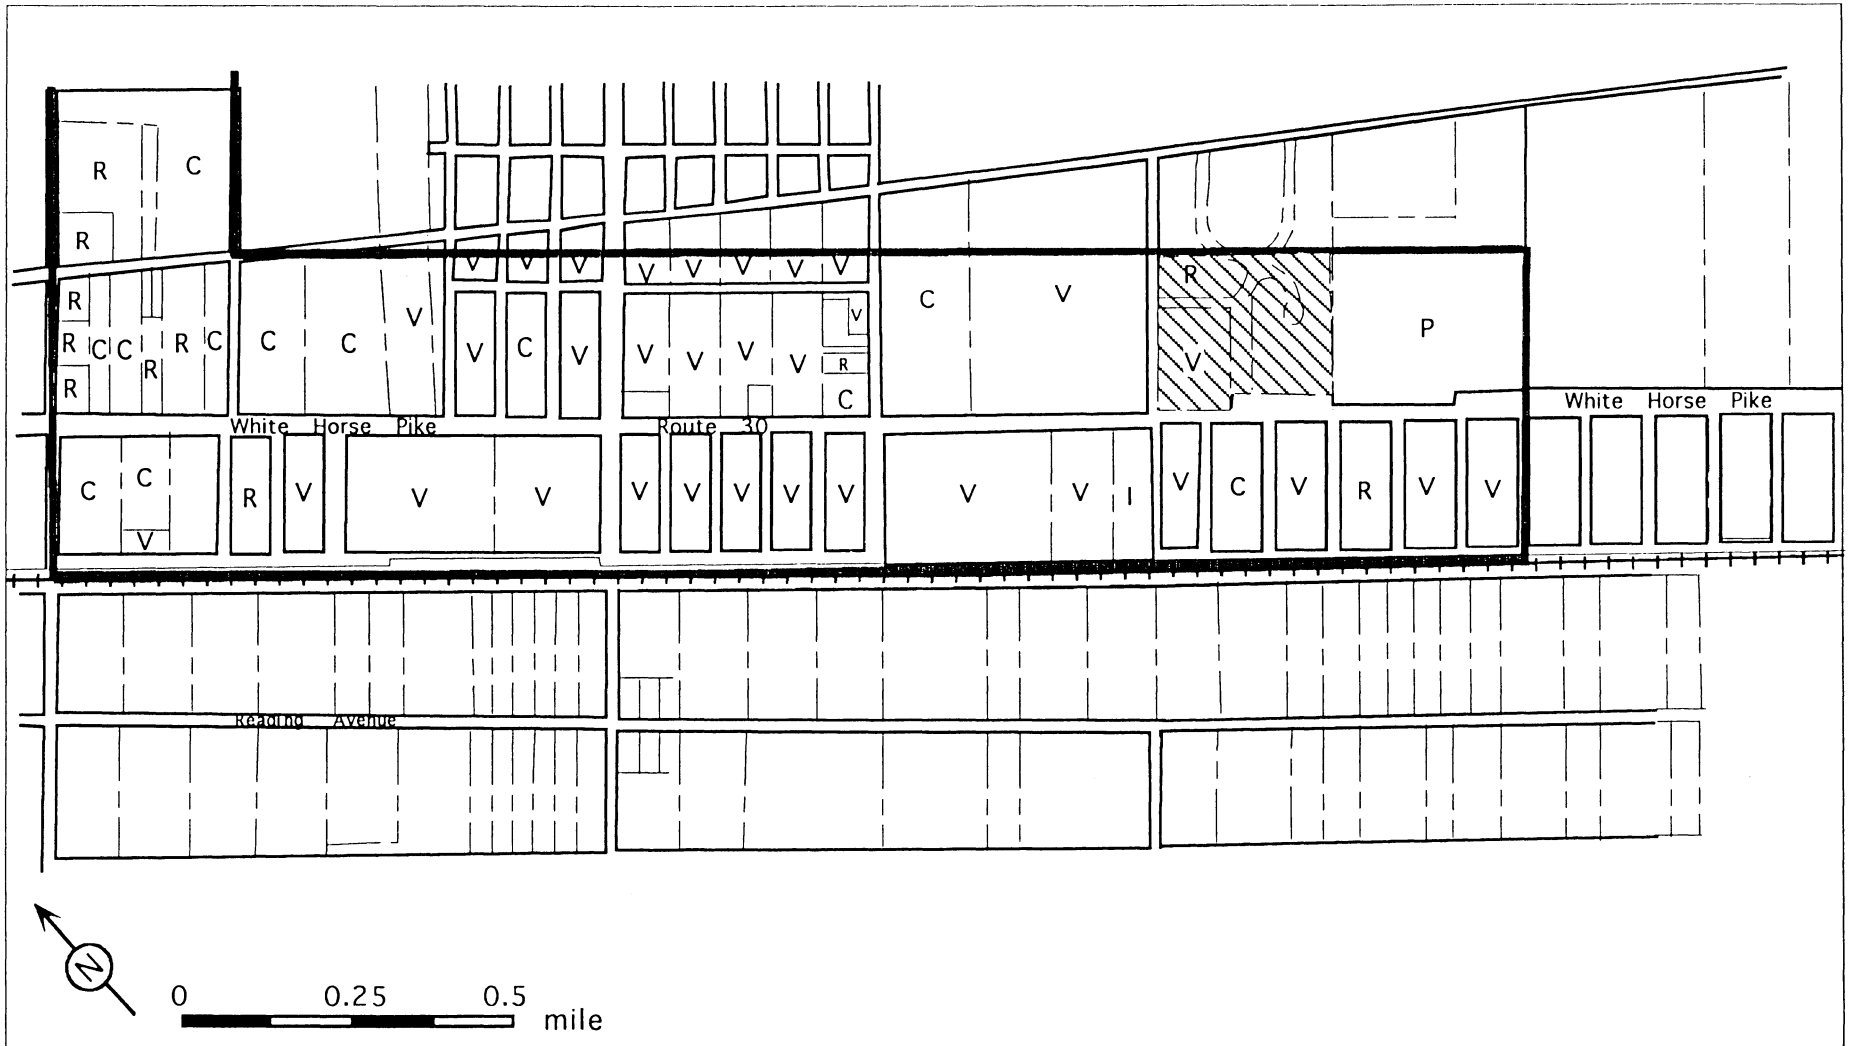 R C
R
V V V V V V V V
R
R C C R C C C V
R
R
C V
V
R
V
P
V C V V V V V R
C
White Horse Pike
Route 30
White Horse Pike
C C R V V V V V V V V V V I V C V R V V
V
Reading Avenue
N
0 0.25 0.5
mile